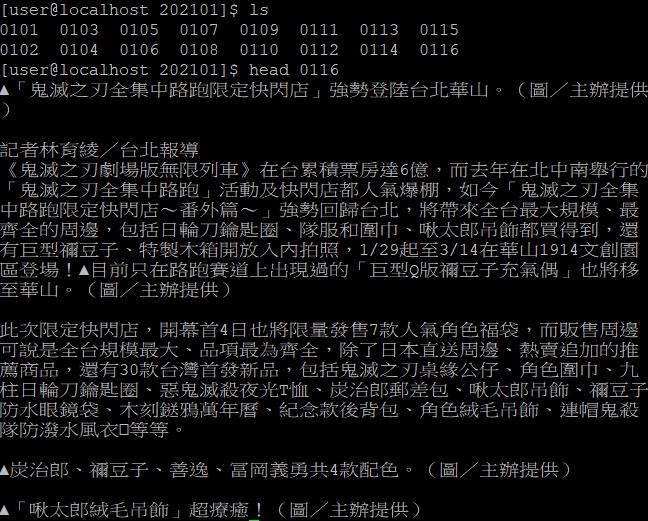 [user@localhost 202101]$ ls
0101  0103  0105  0107  0109  0111  0113  0115
0102  0104  0106  0108  0110  0112  0114  0116
[user@localhost 202101]$ head 0116
▲「鬼滅之刃全集中路跑限定快閃店」強勢登陸台北華山。（圖／主辦提供
）
記者林育綾／台北報導
《鬼滅之刃劇場版無限列車》在台累積票房達6億，而去年在北中南舉行的
「鬼滅之刃全集中路跑」活動及快閃店都人氣爆棚，如今「鬼滅之刃全集
中路跑限定快閃店～番外篇～」強勢回歸台北，將帶來全台最大規模、最
齊全的周邊，包括日輪刀鑰匙圈、隊服和圍巾、啾太郎吊飾都買得到，還
有巨型禰豆子、特製木箱開放入內拍照，1/29起至3/14在華山1914文創園
區登場！▲目前只在路跑賽道上出現過的「巨型Q版禰豆子充氣偶」也將移
至華山。（圖／主辦提供）
此次限定快閃店，開幕首4日也將限量發售7款人氣角色福袋，而販售周邊
可說是全台規模最大、品項最為齊全，除了日本直送周邊、熱賣追加的推
薦商品，還有30款台灣首發新品，包括鬼滅之刃梟緣公仔、角色圍巾、九
柱日輪刀鑰匙圈、惡鬼滅殺夜光T恤、炭治郎郵差包、啾太郎吊飾、禰豆子
防水眼鏡袋、木刻鎹鴉萬年曆、紀念款後背包、角色絨毛吊飾、連帽鬼殺
隊防潑水風衣□等等。
▲炭治郎、禰豆子、善逸、冨岡義勇共4款配色。（圖／主辦提供）
▲「啾太郎絨毛吊飾」超療癒！（圖／主辦提供）